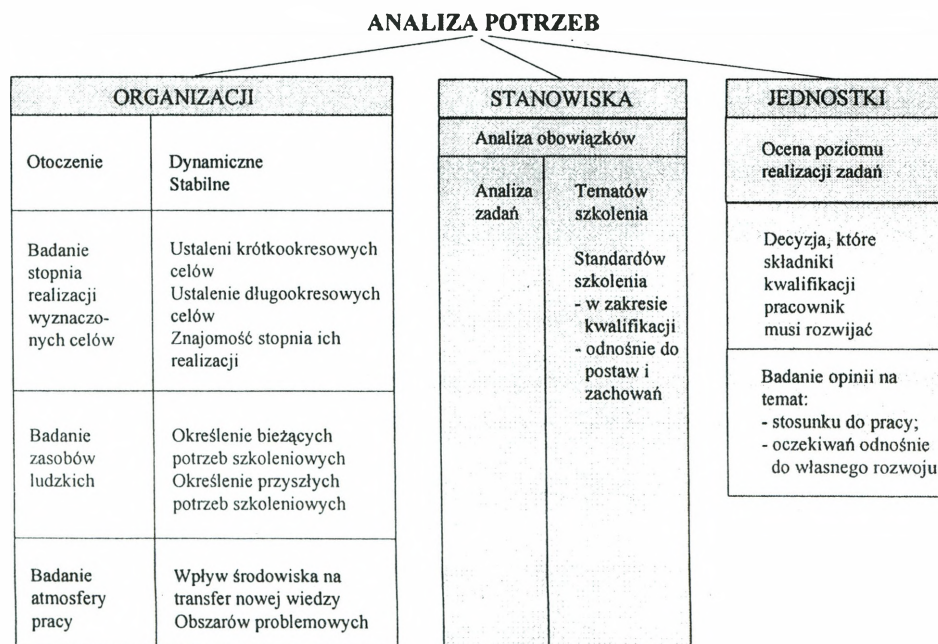 ANALIZA POTRZEB
ORGANIZACJI
Otoczenie
Dynamiczne
Stabilne
Badanie
stopnia
realizacji
wyznaczo-
nych celów
Ustaleni krótkookresowych
celów
Ustalenie długookresowych
celów
Znajomość stopnia ich
realizacji
Badanie
zasobów
ludzkich
Określenie bieżących
potrzeb szkoleniowych
Określenie przyszłych
potrzeb szkoleniowych
Badanie
atmosfery
pracy
Wpływ środowiska na
transfer nowej wiedzy
Obszarów problemowych
STANOWISKA
Analiza obowiązków
Analiza
zadań
Tematów
szkolenia
Standardów
szkolenia
- w zakresie
kwalifikacji
- odnośnie do
postaw i
zachowań
JEDNOSTKI
Ocena poziomu
realizacji zadań
Decyzja, które
składniki
kwalifikacji
pracownik
musi rozwijać
Badanie opinii na
temat:
- stosunku do pracy;
- oczekiwań odnośnie
do własnego rozwoju